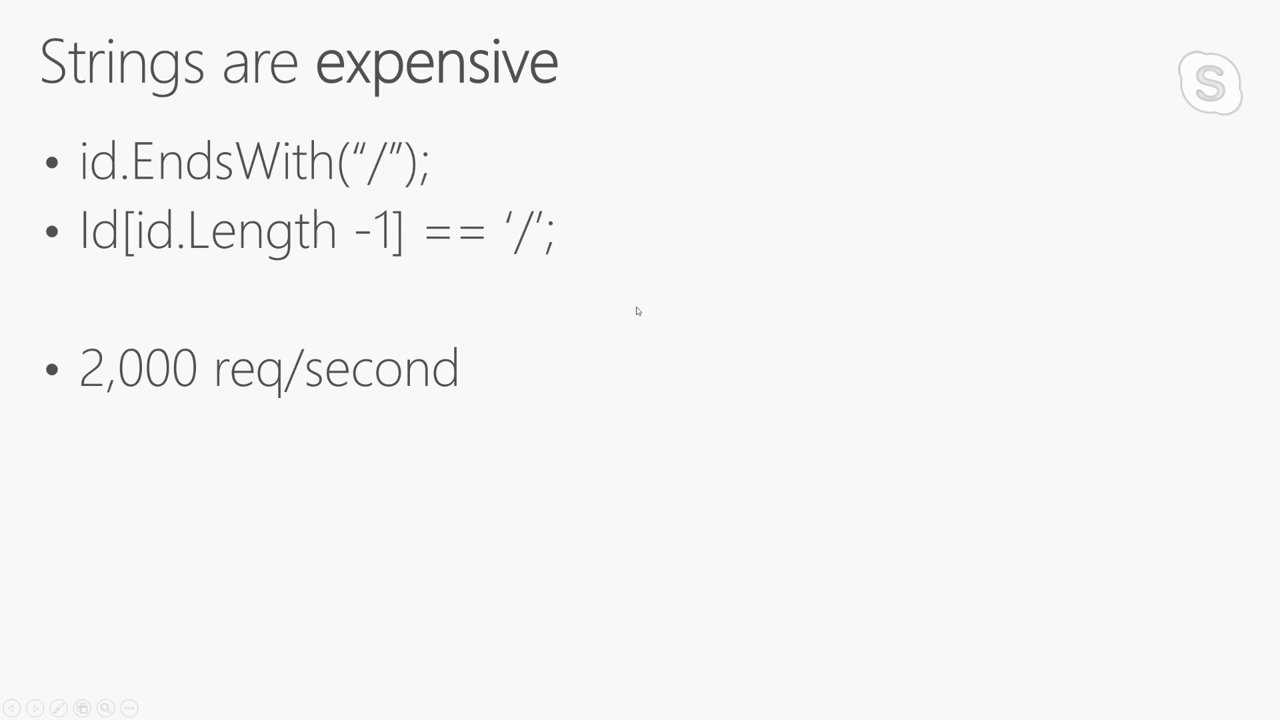 Strings are expensive
S
• id.EndsWith(“/”);
• Id[id.Length -1] == ‘/’;
• 2,000 req/second